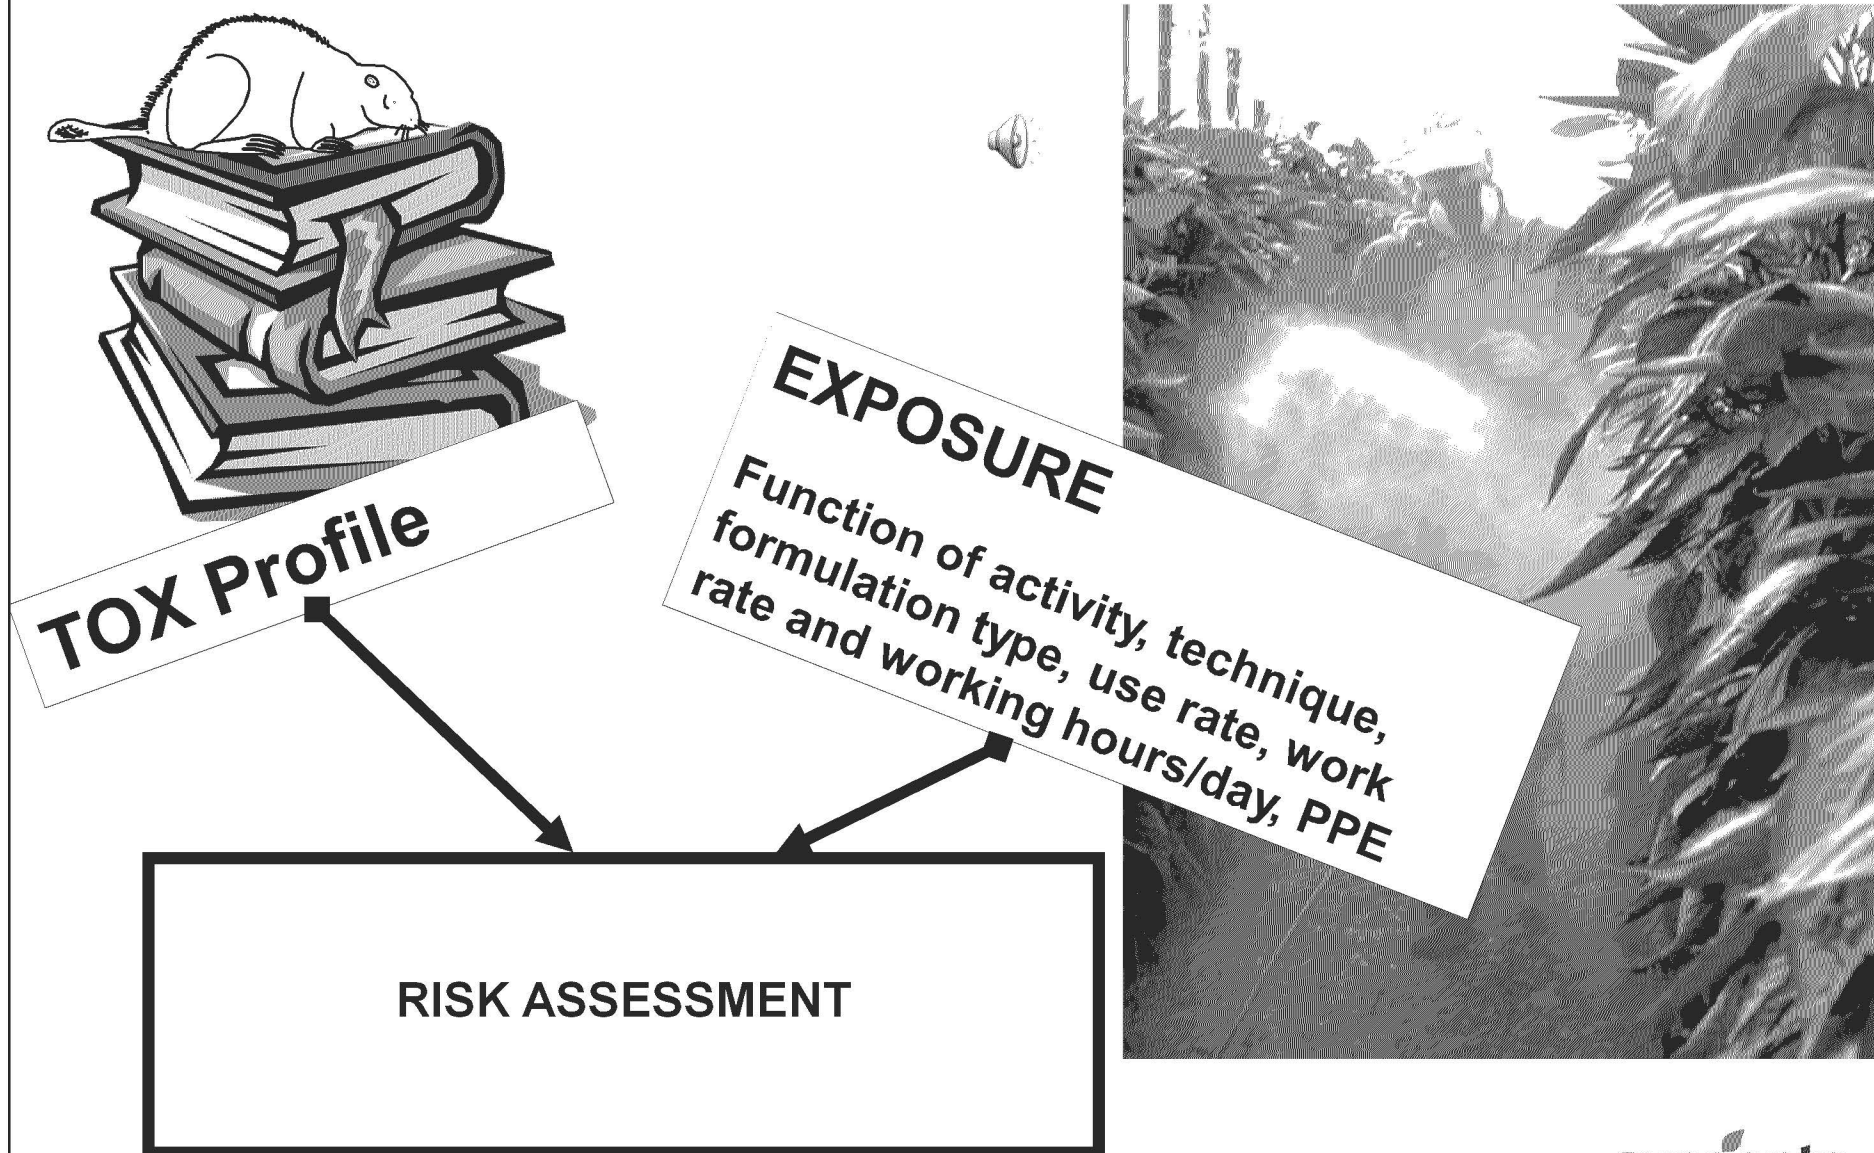 TOX Profile
EXPOSURE
Function of activity, technique,
formulation type, use rate, work
rate and working hours/day, PPE
RISK ASSESSMENT